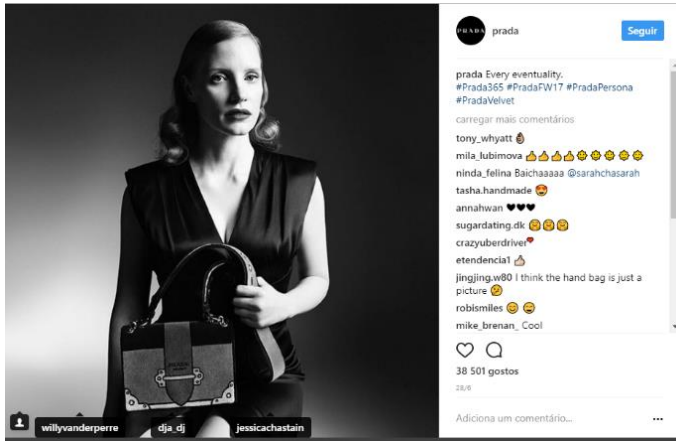 PRADA
prada
Seguir
prada Every eventuality.
#Prada365 #PradaFW17 #PradaPersona
#PradaVelvet
carregar mais comentários
tony_whyatt
mila_lubimova
ninda_felina Baichaaaaa @sarahchasarah
tasha.handmade
annahwan
sugardating.dk
crazyuberdriver
etendencia1
jingjing.w80 I think the hand bag is just a
picture
robismiles
mike_brenan_ Cool
38 501 gostos
28/6
Adiciona um comentário...
PRADA
willyvanderperre
dja_dj
jessicachastain